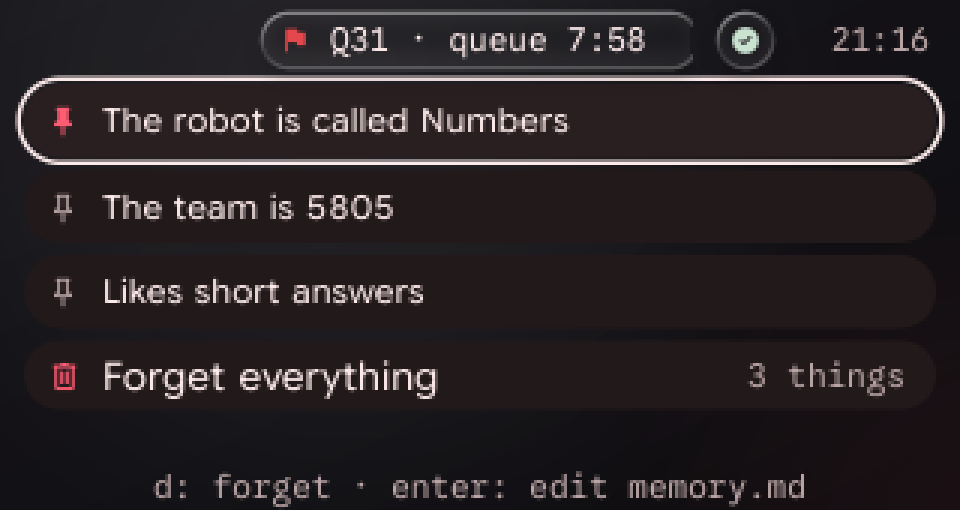 Q31 · queue 7:58
21:16
The robot is called Numbers
The team is 5805
Likes short answers
Forget everything 3 things
d: forget · enter: edit memory.md